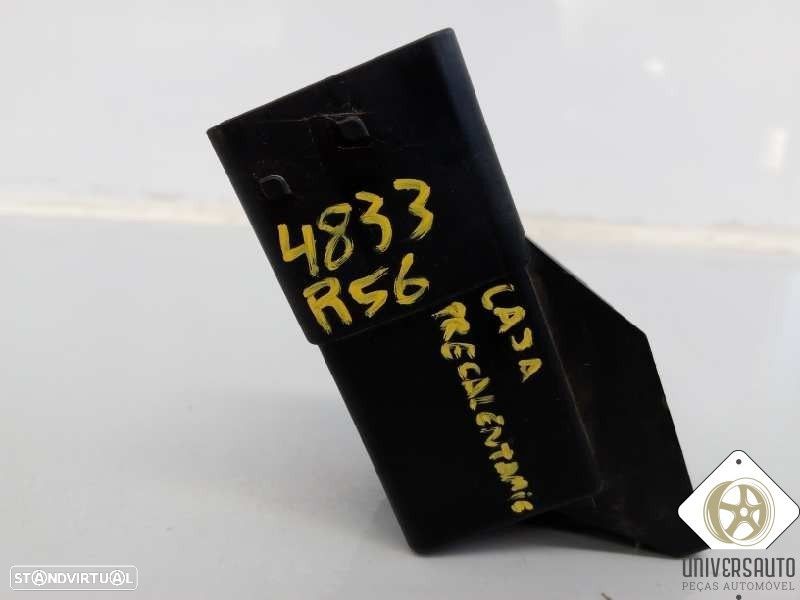 4833
R56
CAJA
PRECALENTAMIE
STANDVIRTUAL
UNIVERSAUTO
PEÇAS AUTOMÓVEL